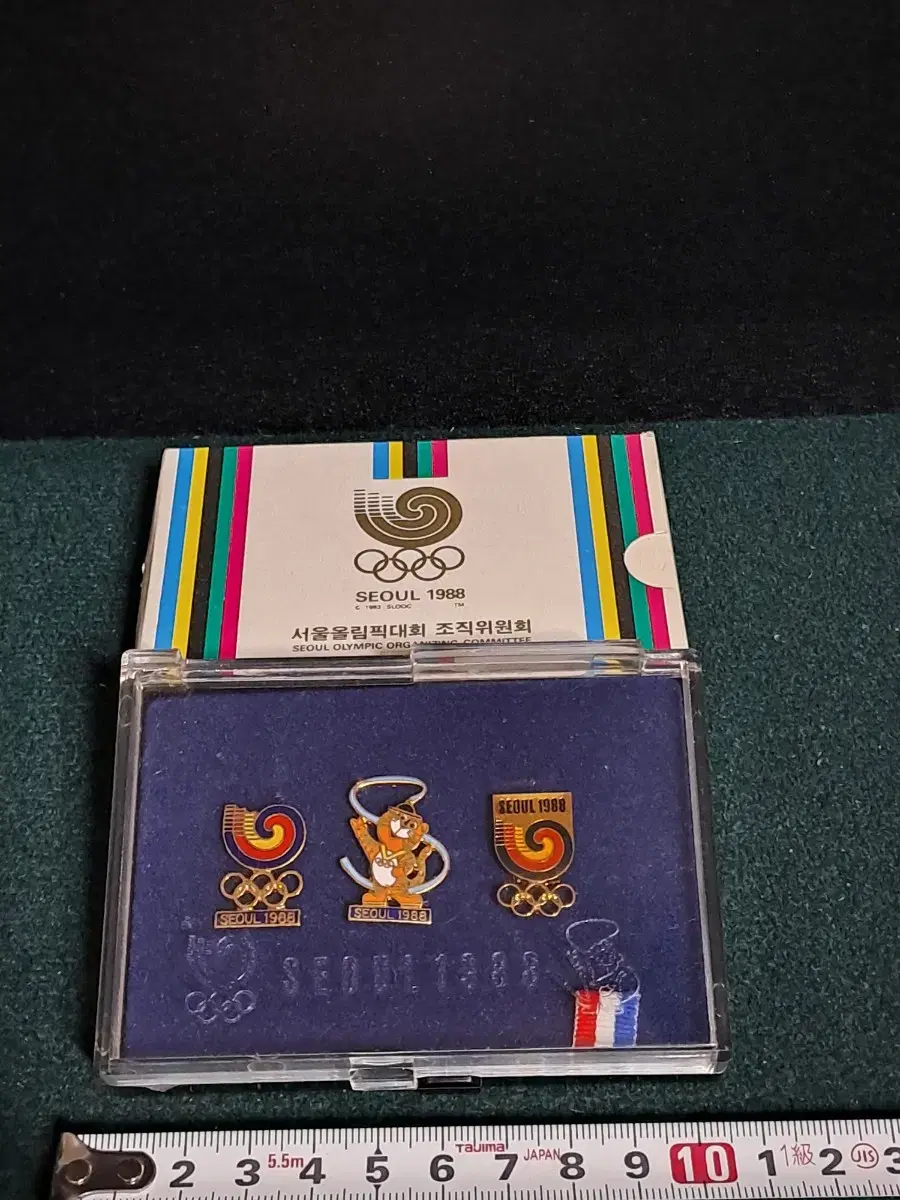 SEOUL 1988
© 1983 SLOOC TM
서울올림픽대회 조직위원회
SEOUL OLYMPIC ORGANIZING COMMITTEE
SEOUL 1988
SEOUL 1988
SEOUL 1988
SEOUL 1988
2 3 5.5m 4 5 6 Tajima 7 JAPAN 8 9 10 1 1級 2 JIS 3